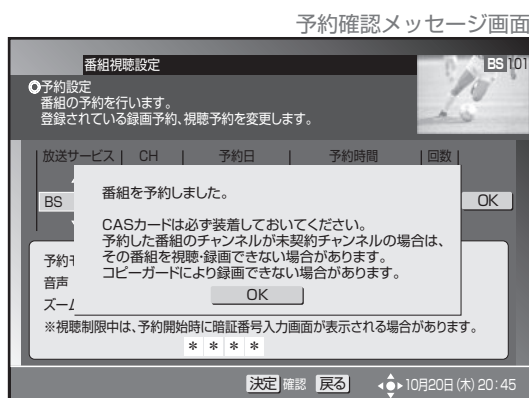 予約確認メッセージ画面
番組視聴設定
BS 101
予約設定
番組の予約を行います。
登録されている録画予約、視聴予約を変更します。
放送サービス CH 予約日 予約時間 回数
BS
OK
番組を予約しました。
CASカードは必ず装着しておいてください。
予約した番組のチャンネルが未契約チャンネルの場合は、
その番組を視聴・録画できない場合があります。
コピーガードにより録画できない場合があります。
OK
予約
音声
ズーム
※視聴制限中は、予約開始時に暗証番号入力画面が表示される場合があります。
＊ ＊ ＊ ＊
決定 確認 戻る 10月20日(木)20:45